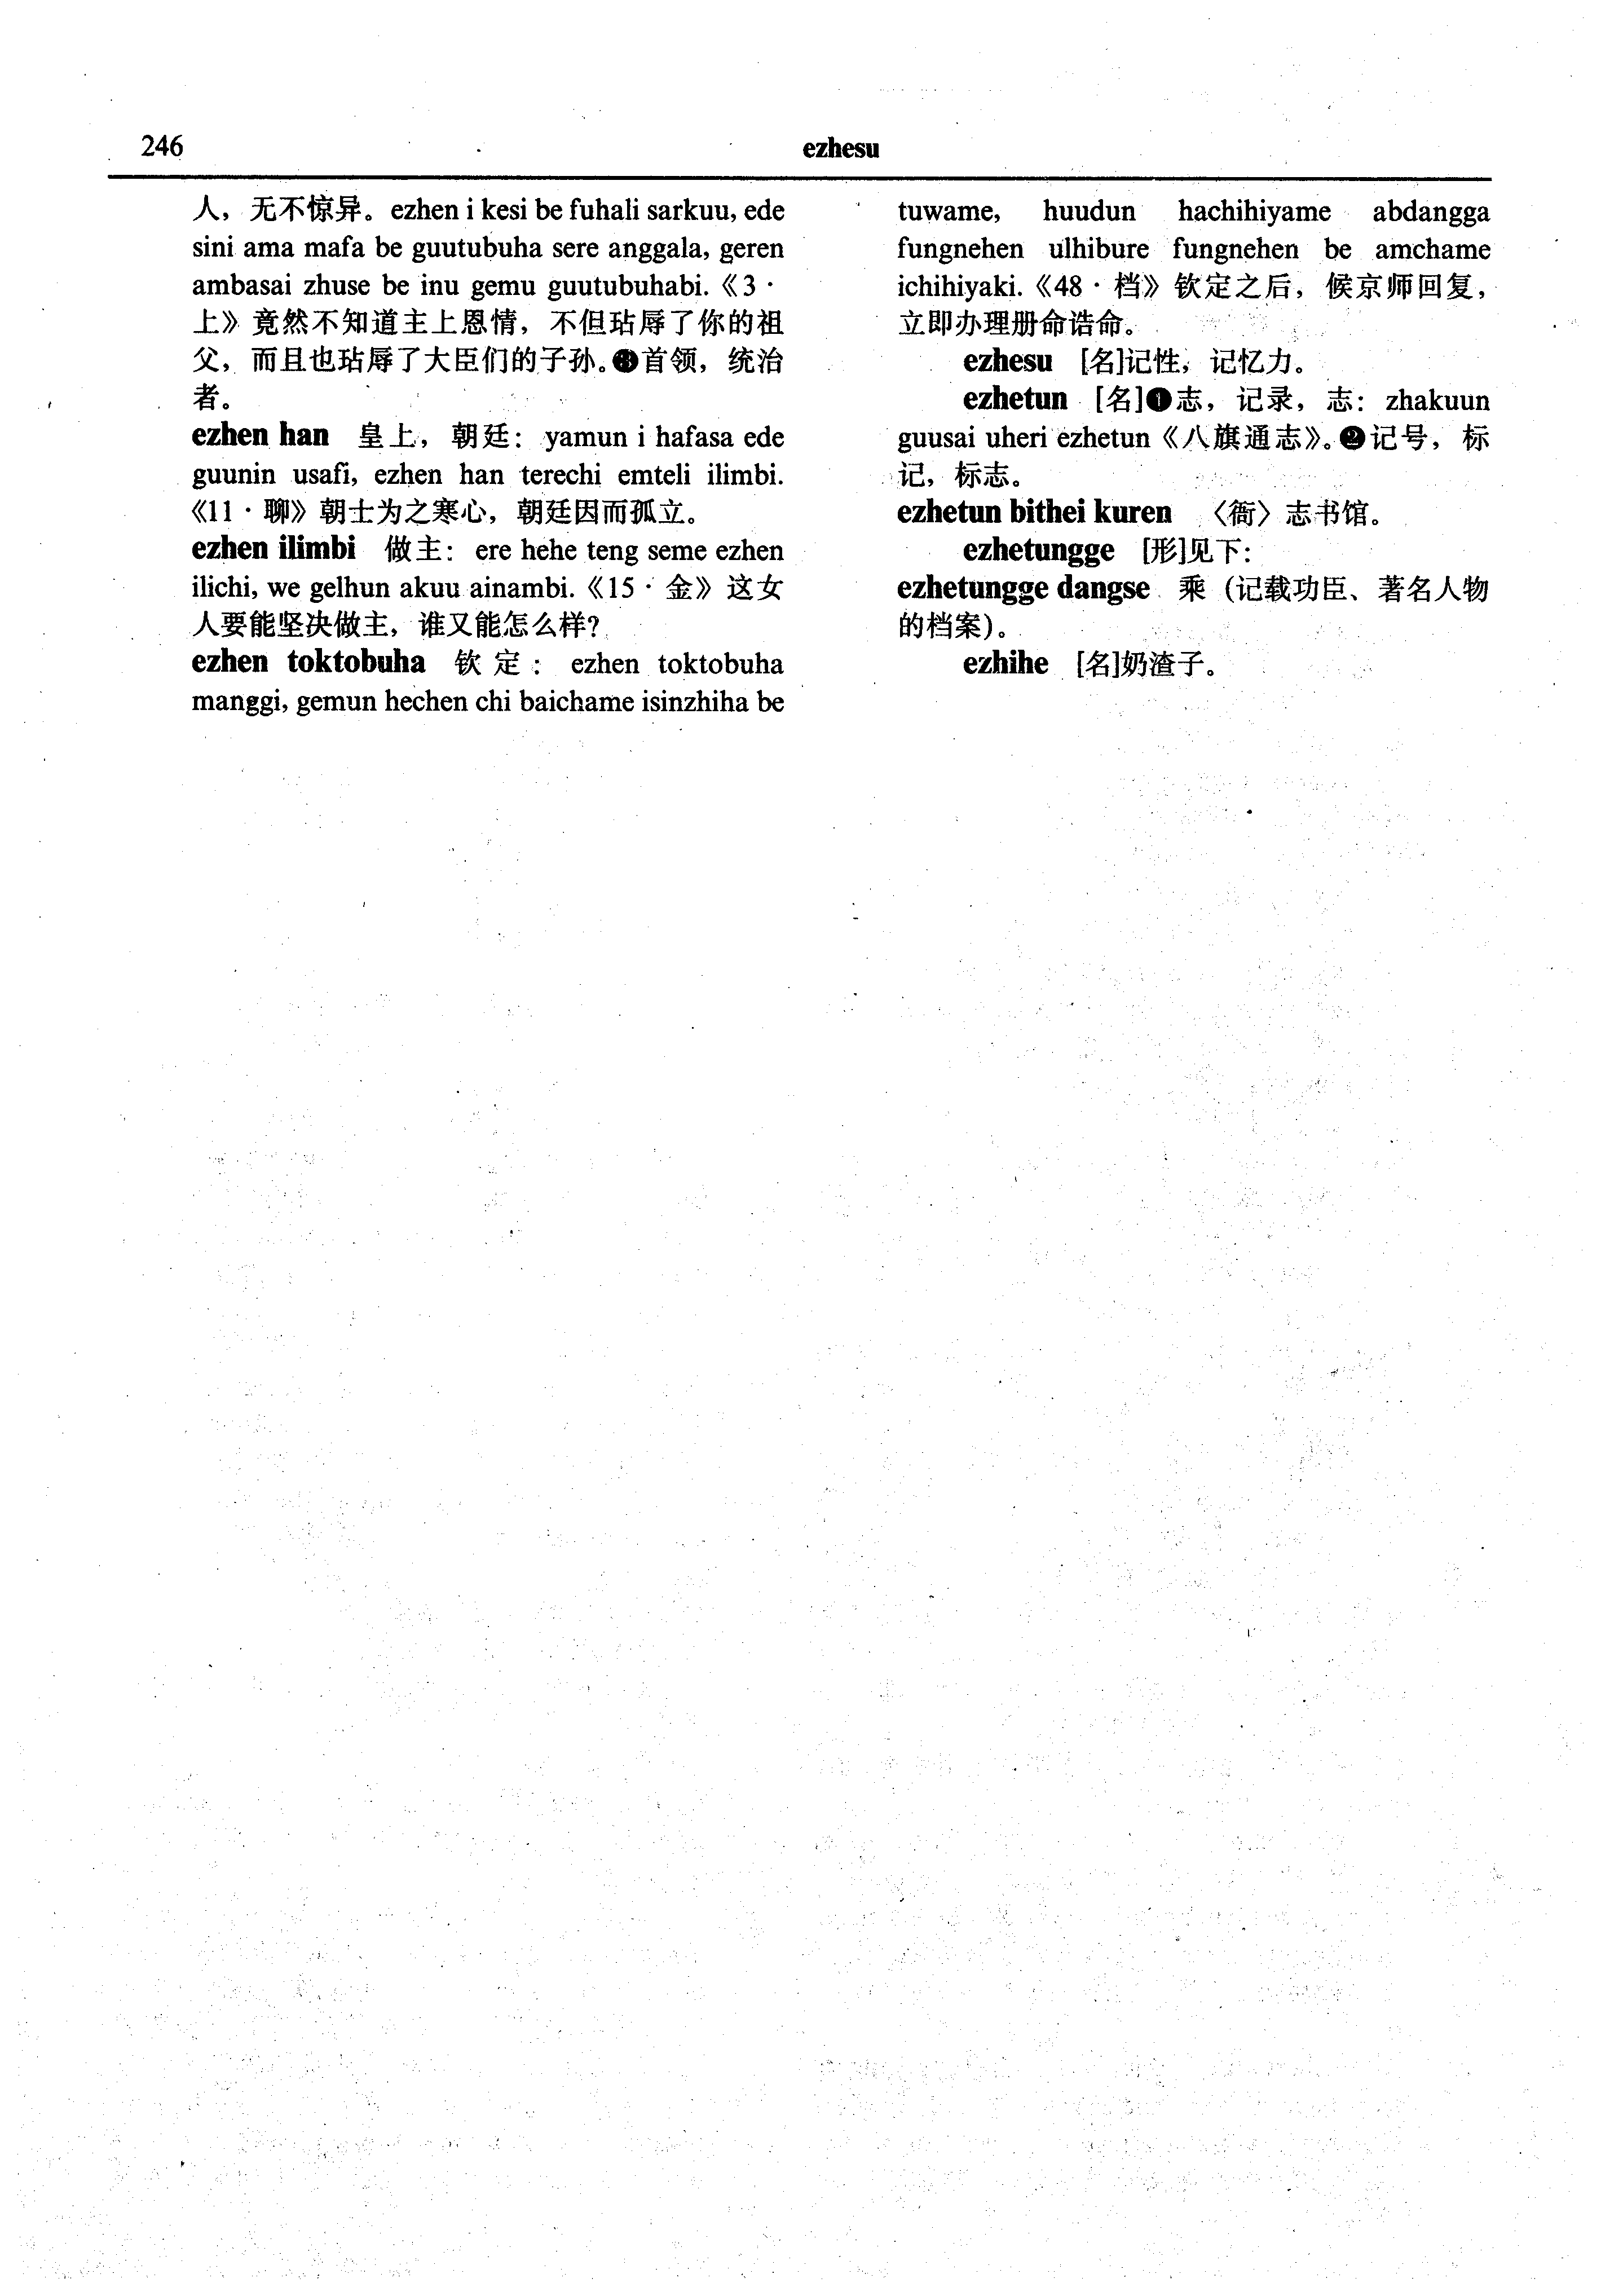 246
ezhesu
人，无不惊异。ezhen i kesi be fuhali sarkuu, ede
sini ama mafa be guutubuha sere anggala, geren
ambasai zhuse be inu gemu guutubuhabi.《3·
上》竟然不知道主上恩情，不但玷辱了你的祖
父，而且也玷辱了大臣们的子孙。❸首领，统治
者。
ezhen han 皇上，朝廷：yamun i hafasa ede
guunin usafi, ezhen han terechi emteli ilimbi.
《11·聊》朝士为之寒心，朝廷因而孤立。
ezhen ilimbi 做主：ere hehe teng seme ezhen
ilichi, we gelhun akuu ainambi.《15·金》这女
人要能坚决做主，谁又能怎么样？
ezhen toktobuha 钦定：ezhen toktobuha
manggi, gemun hechen chi baichame isinzhiha be
tuwame, huudun hachihiyame abdangga
fungnehen ulhibure fungnehen be amchame
ichihiyaki.《48·档》钦定之后，候京师回复，
立即办理册命诰命。
ezhesu [名]记性，记忆力。
ezhetun [名]❶志，记录，志：zhakuun
guusai uheri ezhetun《八旗通志》。❷记号，标
记，标志。
ezhetun bithei kuren 〈衙〉志书馆。
ezhetungge [形]见下：
ezhetungge dangse 乘（记载功臣、著名人物
的档案）。
ezhihe [名]奶渣子。